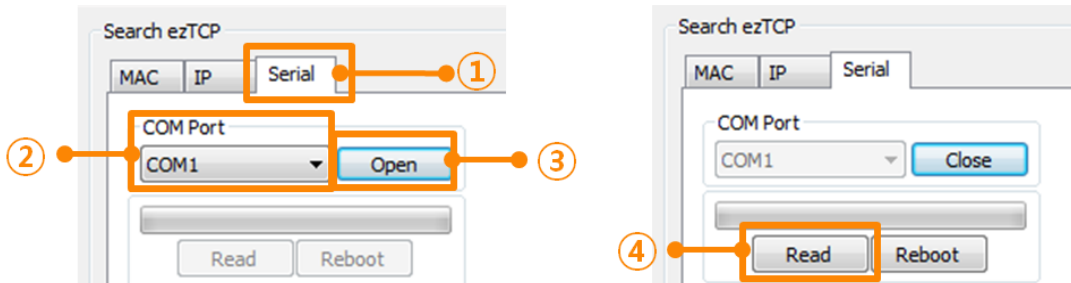 Search ezTCP
MAC IP Serial ①
COM Port
② COM1 Open ③
Read Reboot
Search ezTCP
MAC IP Serial
COM Port
COM1 Close
④ Read Reboot